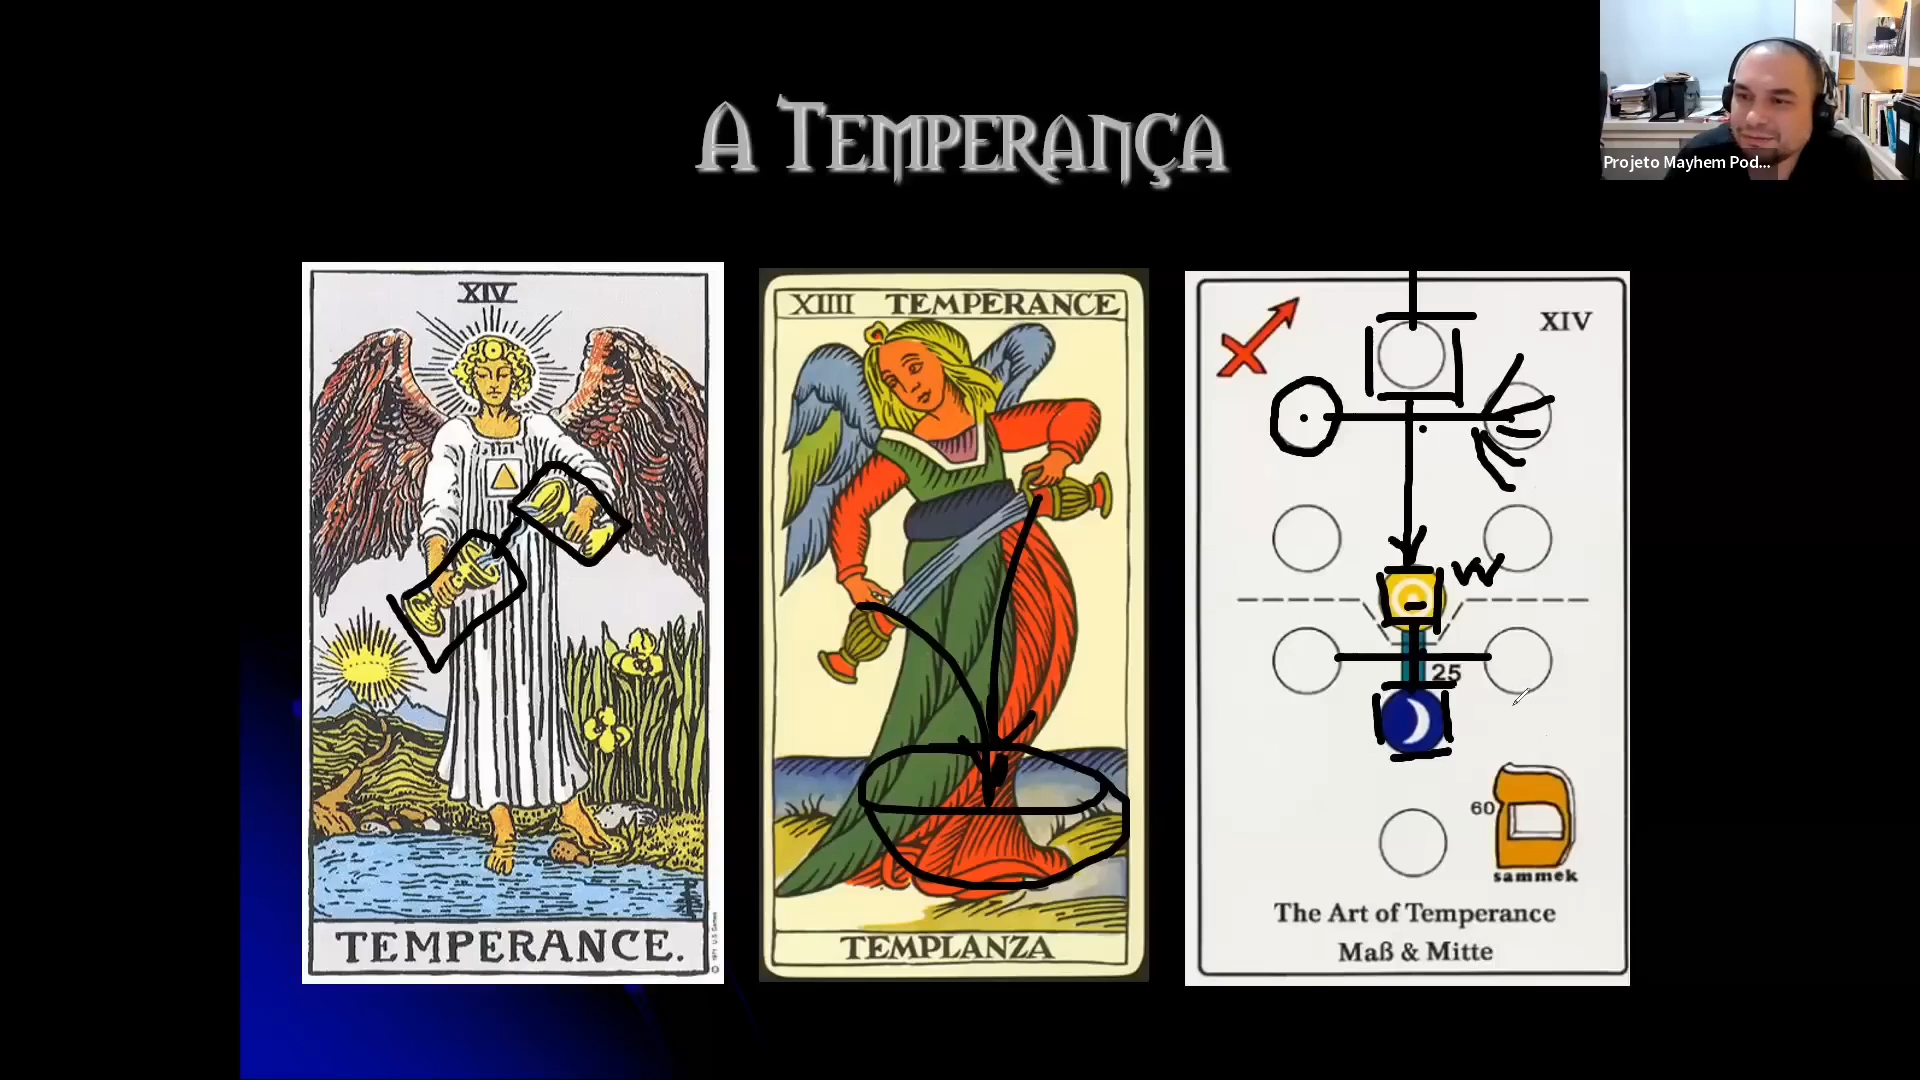 A TEMPERANÇA
Projeto Mayhem Pod...
XIV
TEMPERANCE.
XIIII TEMPERANCE
TEMPLANZA
XIV
W
25
60
sammek
The Art of Temperance
Maß & Mitte